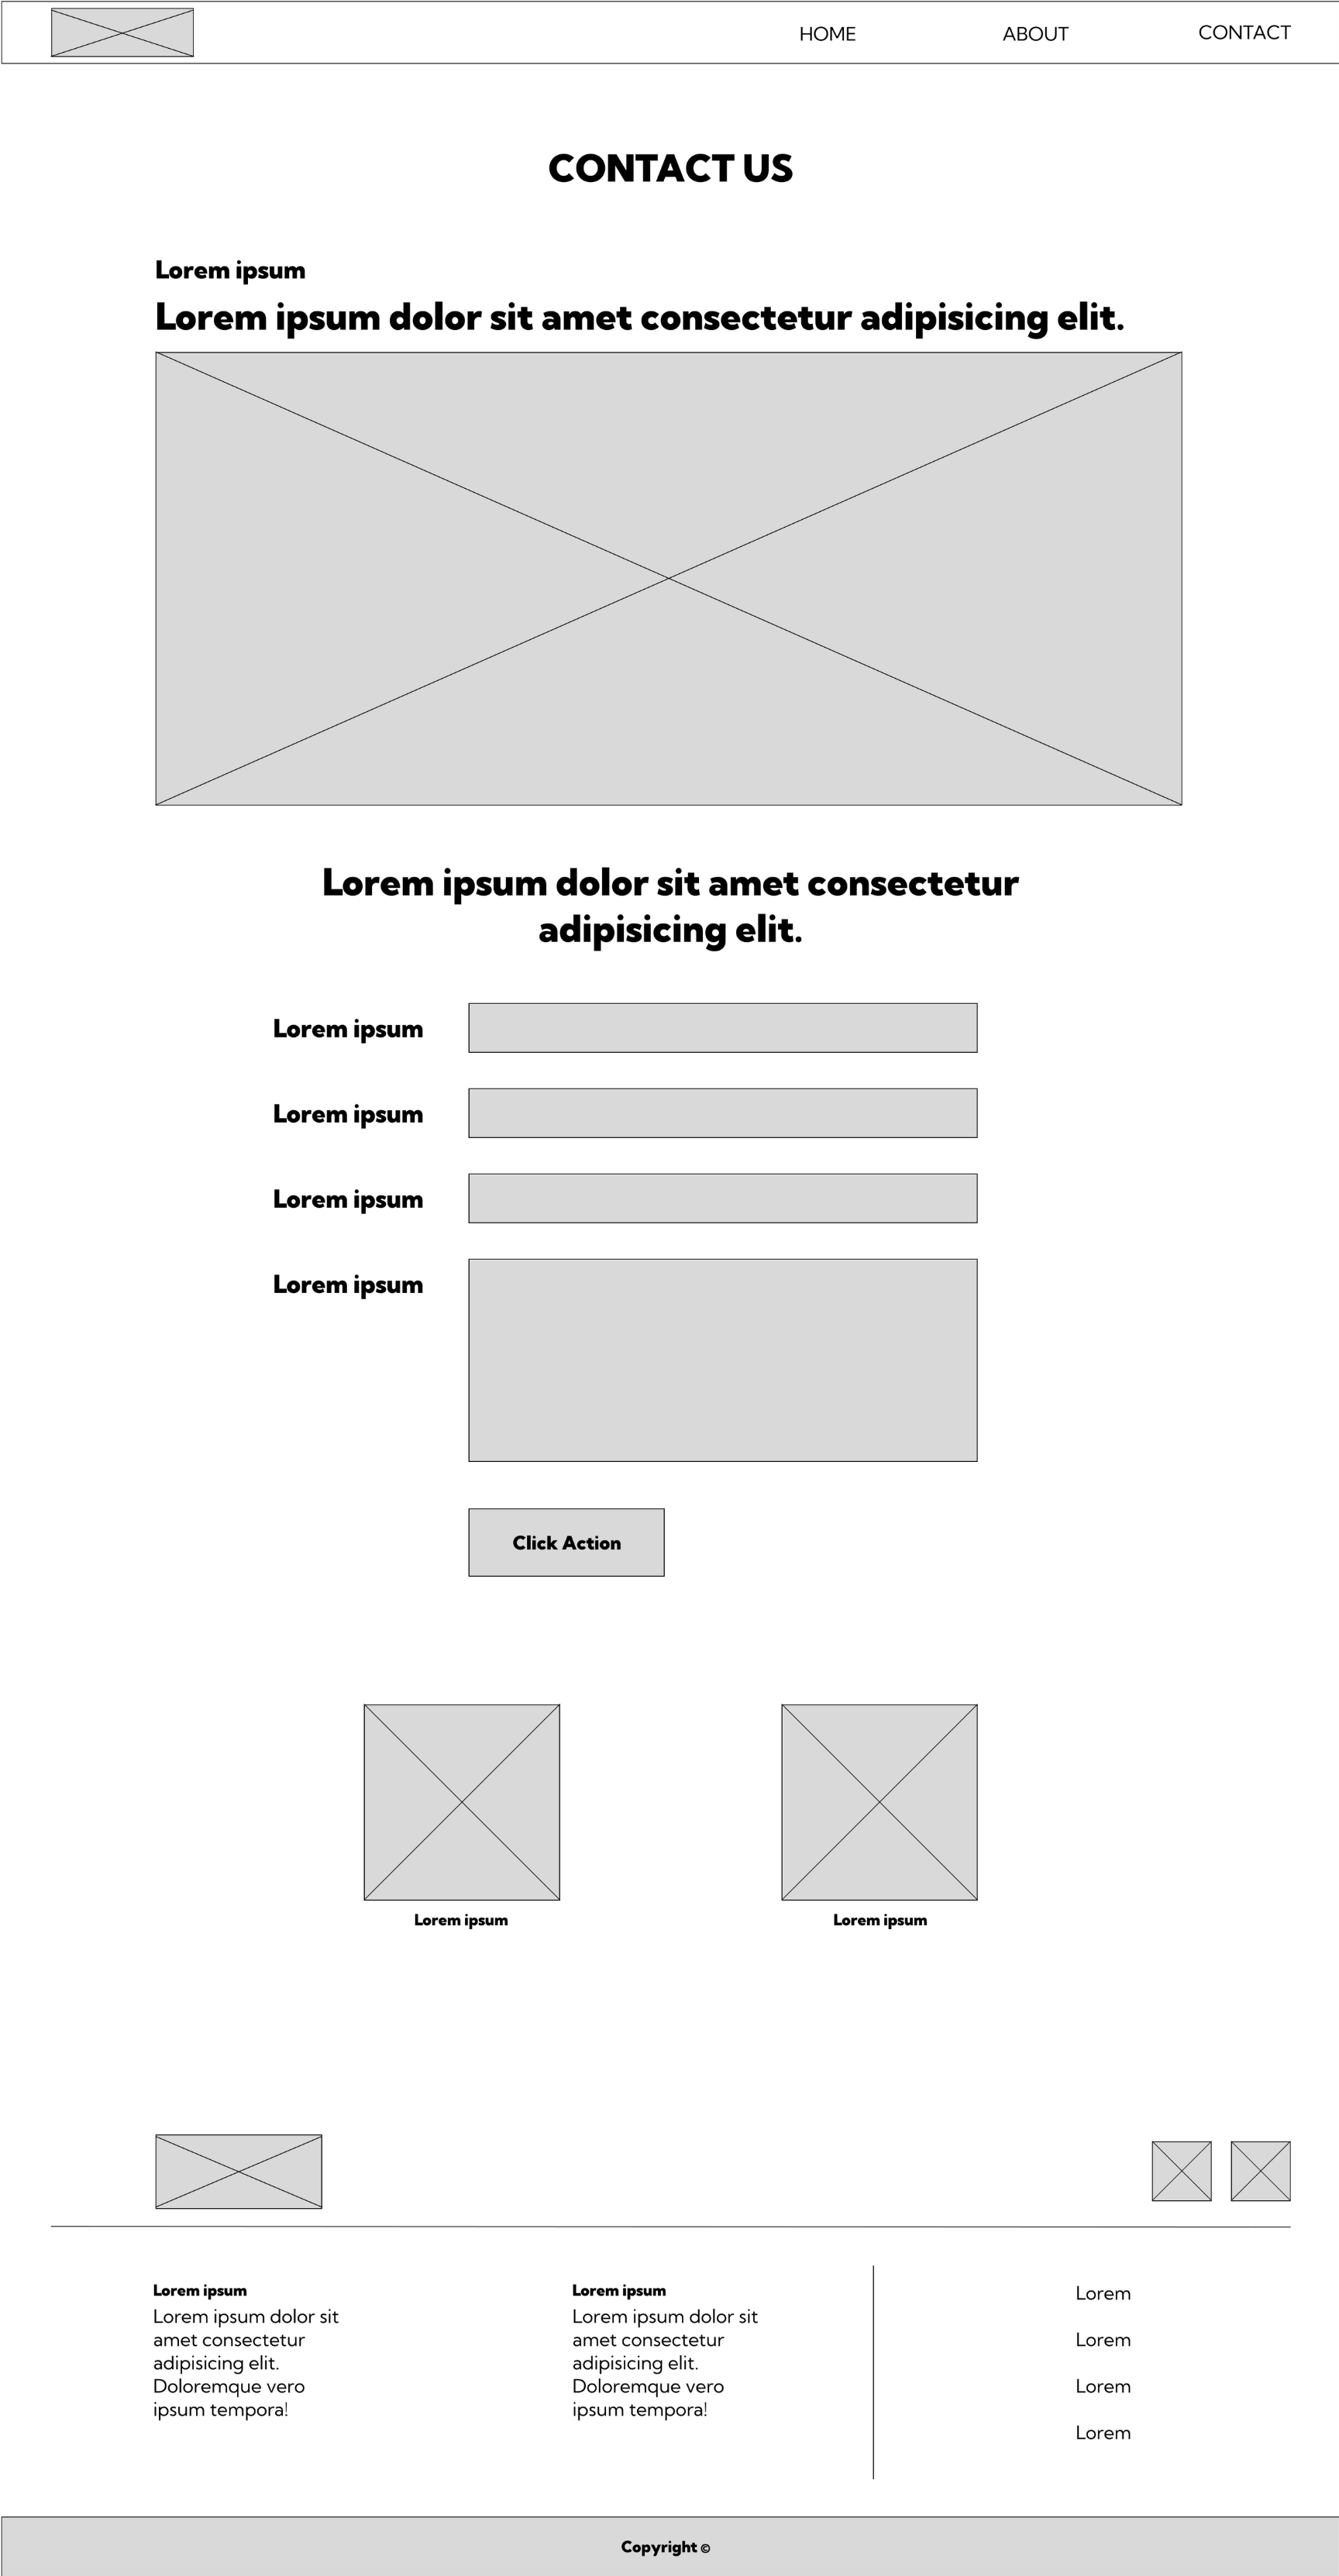 HOME ABOUT CONTACT
CONTACT US
Lorem ipsum
Lorem ipsum dolor sit amet consectetur adipisicing elit.
Lorem ipsum dolor sit amet consectetur
adipisicing elit.
Lorem ipsum
Lorem ipsum
Lorem ipsum
Lorem ipsum
Click Action
Lorem ipsum
Lorem ipsum
Lorem ipsum
Lorem ipsum dolor sit
amet consectetur
adipisicing elit.
Doloremque vero
ipsum tempora!
Lorem ipsum
Lorem ipsum dolor sit
amet consectetur
adipisicing elit.
Doloremque vero
ipsum tempora!
Lorem
Lorem
Lorem
Lorem
Copyright ©